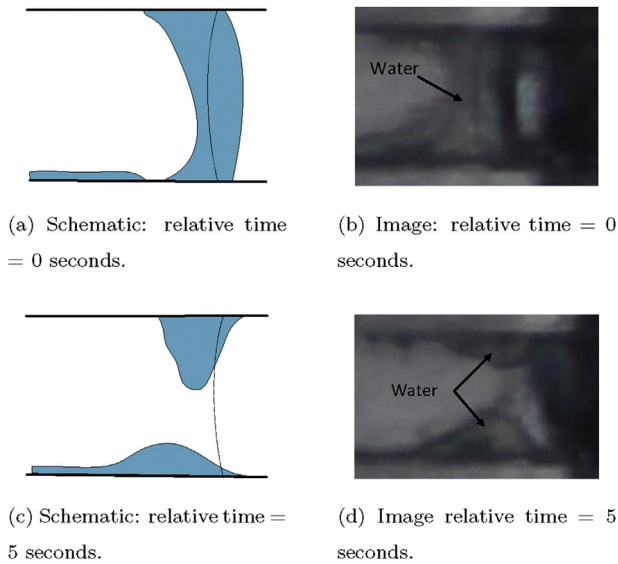 Water
(a) Schematic: relative time
= 0 seconds.
(b) Image: relative time = 0
seconds.
Water
(c) Schematic: relative time =
5 seconds.
(d) Image relative time = 5
seconds.